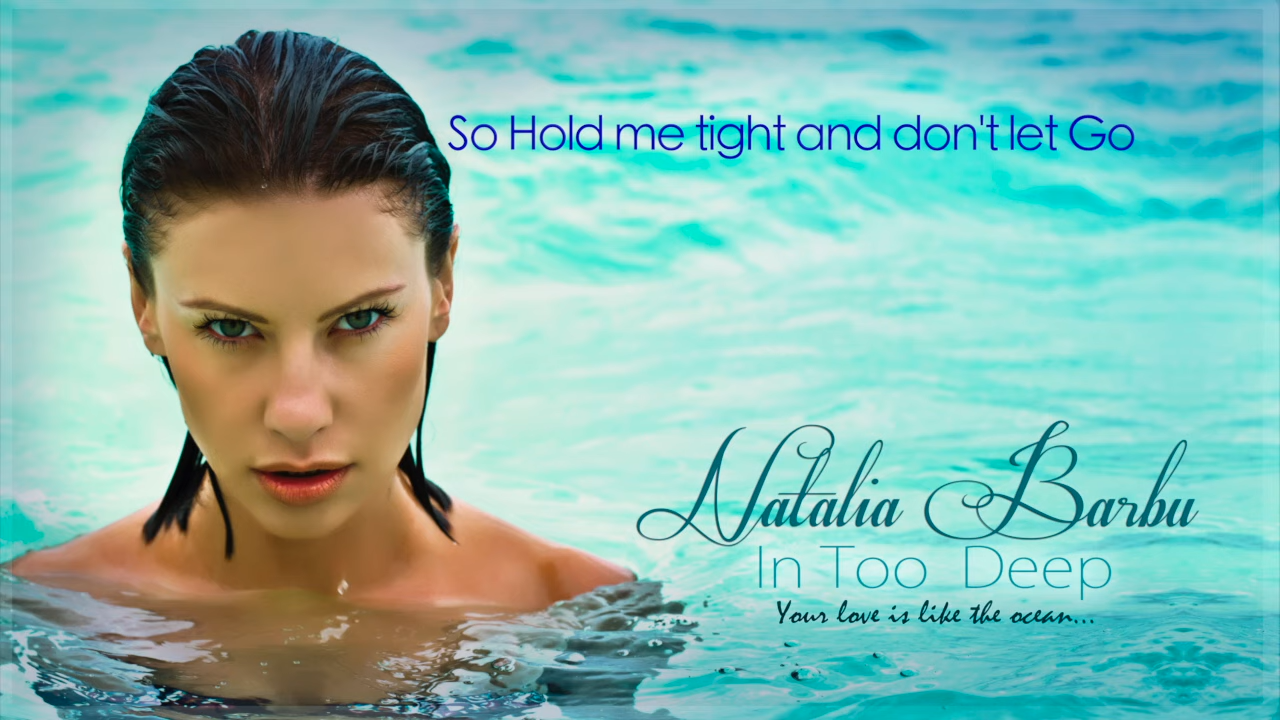 So Hold me tight and don't let Go
Natalia Barbu
In Too Deep
Your love is like the ocean...